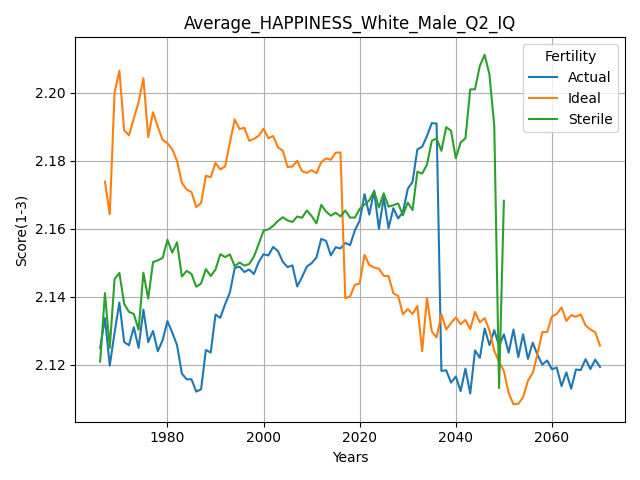 Average_HAPPINESS_White_Male_Q2_IQ
Fertility
Actual
Ideal
Sterile
Score(1-3)
2.20
2.18
2.16
2.14
2.12
1980
2000
2020
2040
2060
Years